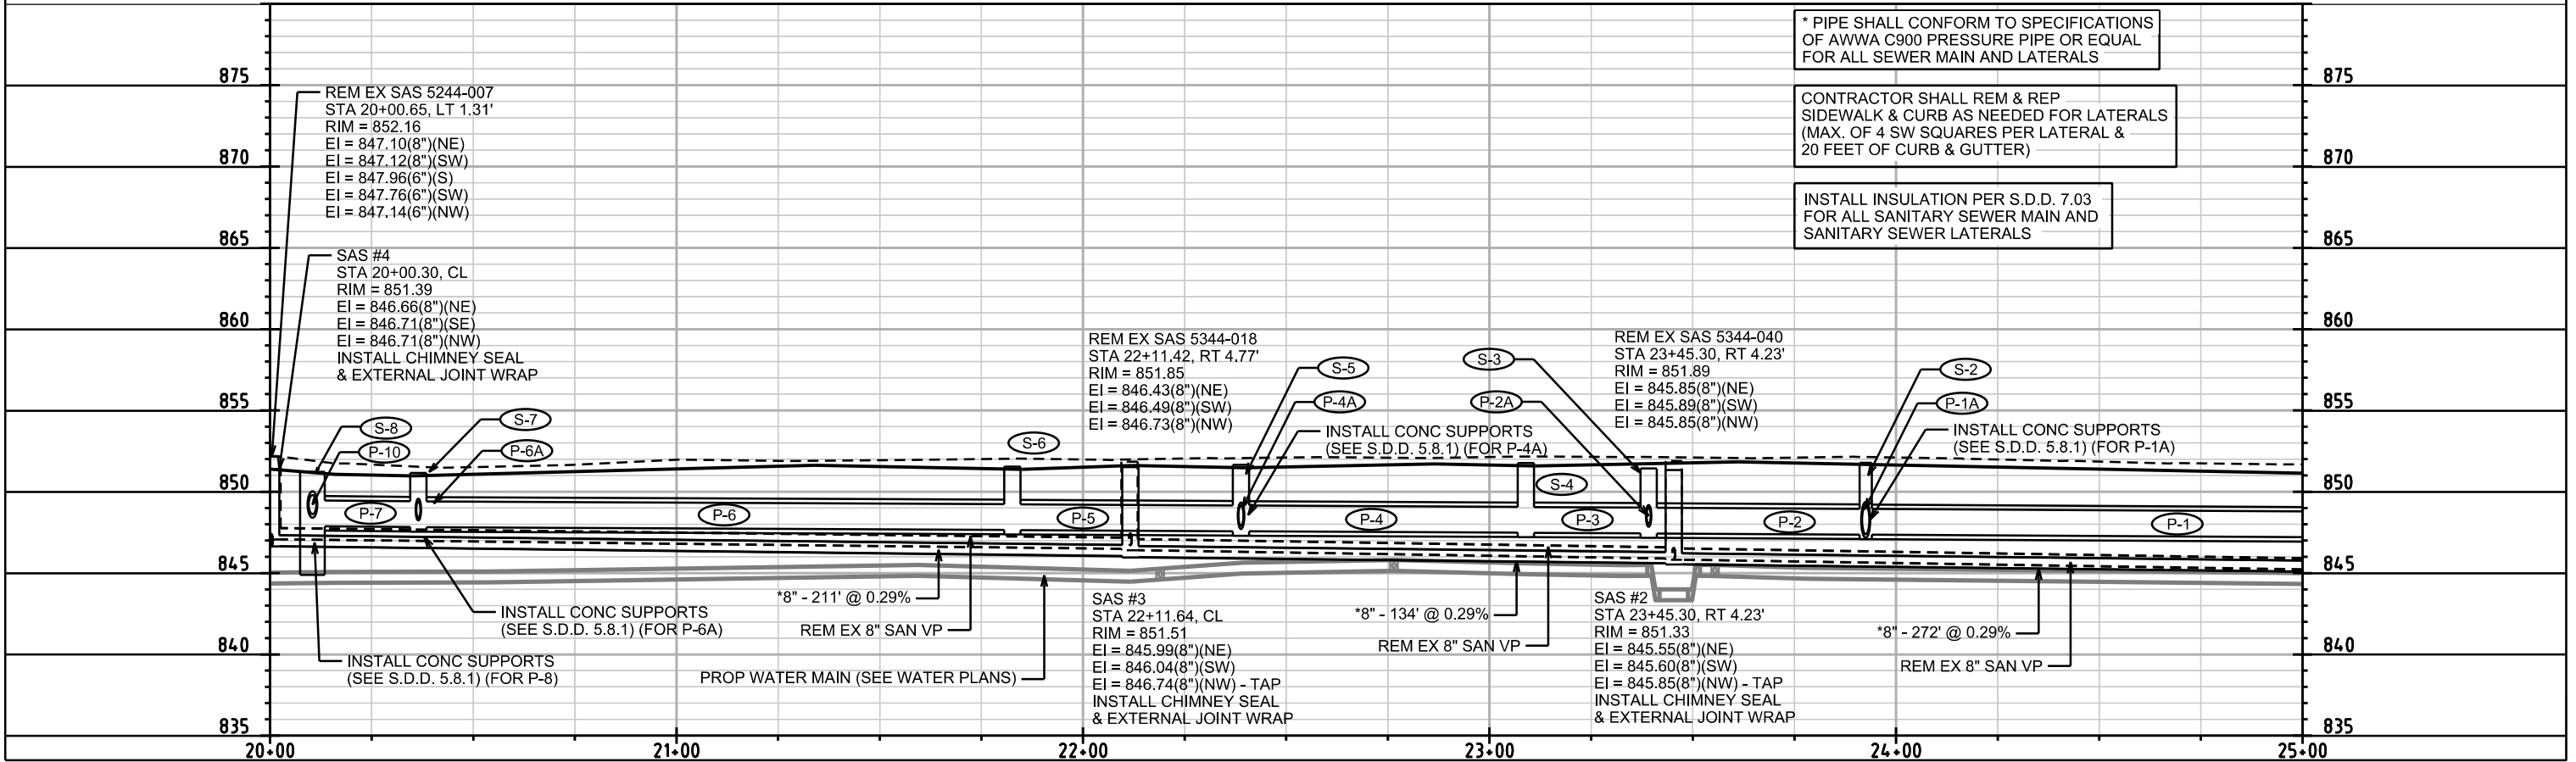 * PIPE SHALL CONFORM TO SPECIFICATIONS
OF AWWA C900 PRESSURE PIPE OR EQUAL
FOR ALL SEWER MAIN AND LATERALS
CONTRACTOR SHALL REM & REP
SIDEWALK & CURB AS NEEDED FOR LATERALS
(MAX. OF 4 SW SQUARES PER LATERAL &
20 FEET OF CURB & GUTTER)
INSTALL INSULATION PER S.D.D. 7.03
FOR ALL SANITARY SEWER MAIN AND
SANITARY SEWER LATERALS
875
870
865
860
855
850
845
840
835
REM EX SAS 5244-007
STA 20+00.65, LT 1.31'
RIM = 852.16
EI = 847.10(8")(NE)
EI = 847.12(8")(SW)
EI = 847.96(6")(S)
EI = 847.76(6")(SW)
EI = 847.14(6")(NW)
SAS #4
STA 20+00.30, CL
RIM = 851.39
EI = 846.66(8")(NE)
EI = 846.71(8")(SE)
EI = 846.71(8")(NW)
INSTALL CHIMNEY SEAL
& EXTERNAL JOINT WRAP
S-8
P-10
S-7
P-6A
S-6
REM EX SAS 5344-018
STA 22+11.42, RT 4.77'
RIM = 851.85
EI = 846.43(8")(NE)
EI = 846.49(8")(SW)
EI = 846.73(8")(NW)
S-5
P-4A
INSTALL CONC SUPPORTS
(SEE S.D.D. 5.8.1) (FOR P-4A)
S-3
P-2A
REM EX SAS 5344-040
STA 23+45.30, RT 4.23'
RIM = 851.89
EI = 845.85(8")(NE)
EI = 845.89(8")(SW)
EI = 845.85(8")(NW)
S-2
P-1A
INSTALL CONC SUPPORTS
(SEE S.D.D. 5.8.1) (FOR P-1A)
S-4
P-7
P-6
P-5
P-4
P-3
P-2
P-1
INSTALL CONC SUPPORTS
(SEE S.D.D. 5.8.1) (FOR P-6A)
INSTALL CONC SUPPORTS
(SEE S.D.D. 5.8.1) (FOR P-8)
*8" - 211' @ 0.29%
REM EX 8" SAN VP
PROP WATER MAIN (SEE WATER PLANS)
SAS #3
STA 22+11.64, CL
RIM = 851.51
EI = 845.99(8")(NE)
EI = 846.04(8")(SW)
EI = 846.74(8")(NW) - TAP
INSTALL CHIMNEY SEAL
& EXTERNAL JOINT WRAP
*8" - 134' @ 0.29%
REM EX 8" SAN VP
SAS #2
STA 23+45.30, RT 4.23'
RIM = 851.33
EI = 845.55(8")(NE)
EI = 845.60(8")(SW)
EI = 845.85(8")(NW) - TAP
INSTALL CHIMNEY SEAL
& EXTERNAL JOINT WRAP
*8" - 272' @ 0.29%
REM EX 8" SAN VP
875
870
865
860
855
850
845
840
835
20+00
21+00
22+00
23+00
24+00
25+00